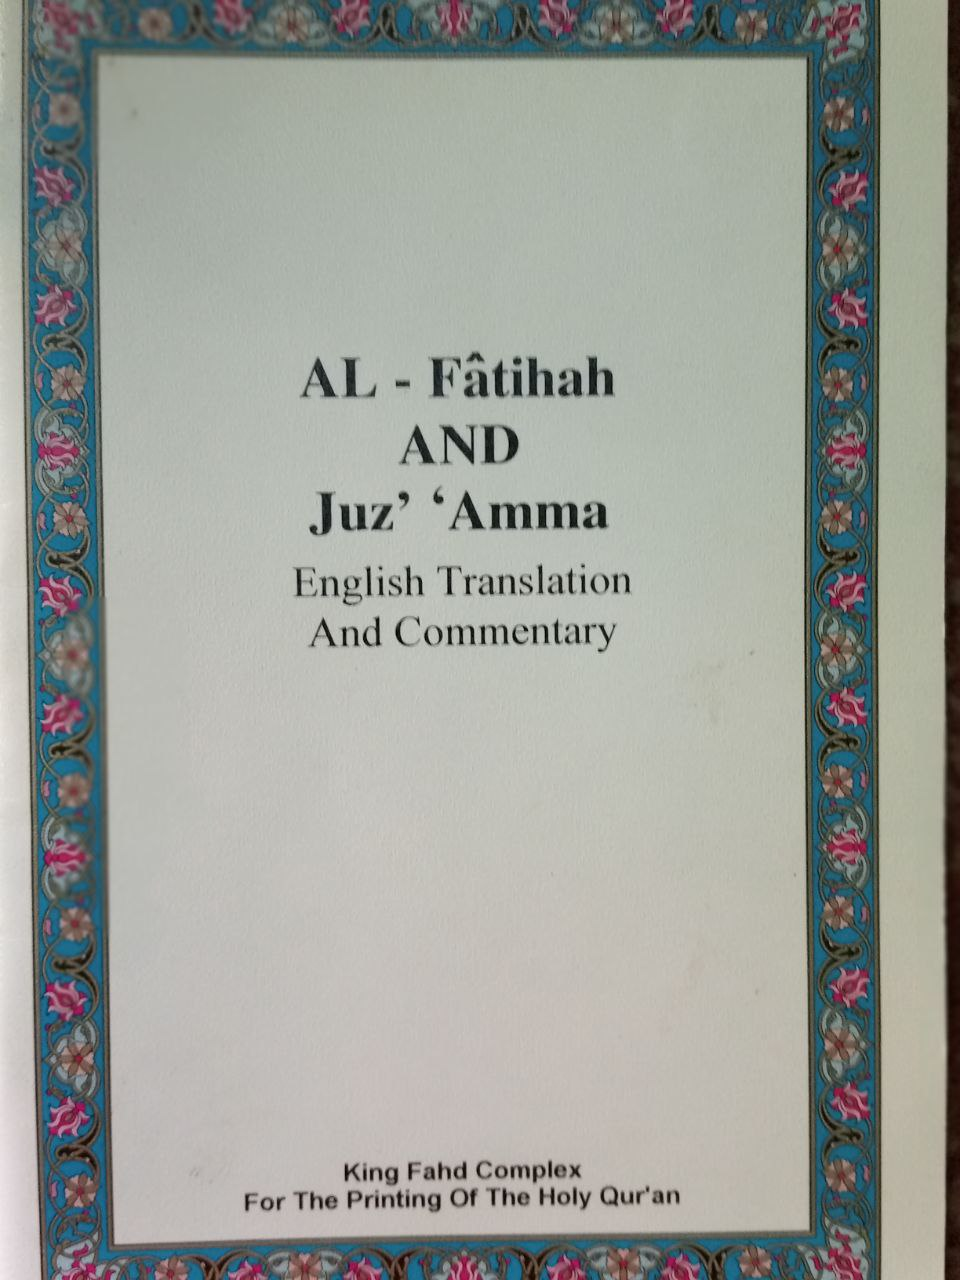 AL - Fâtihah
AND
Juz’ ‘Amma
English Translation
And Commentary
King Fahd Complex
For The Printing Of The Holy Qur'an